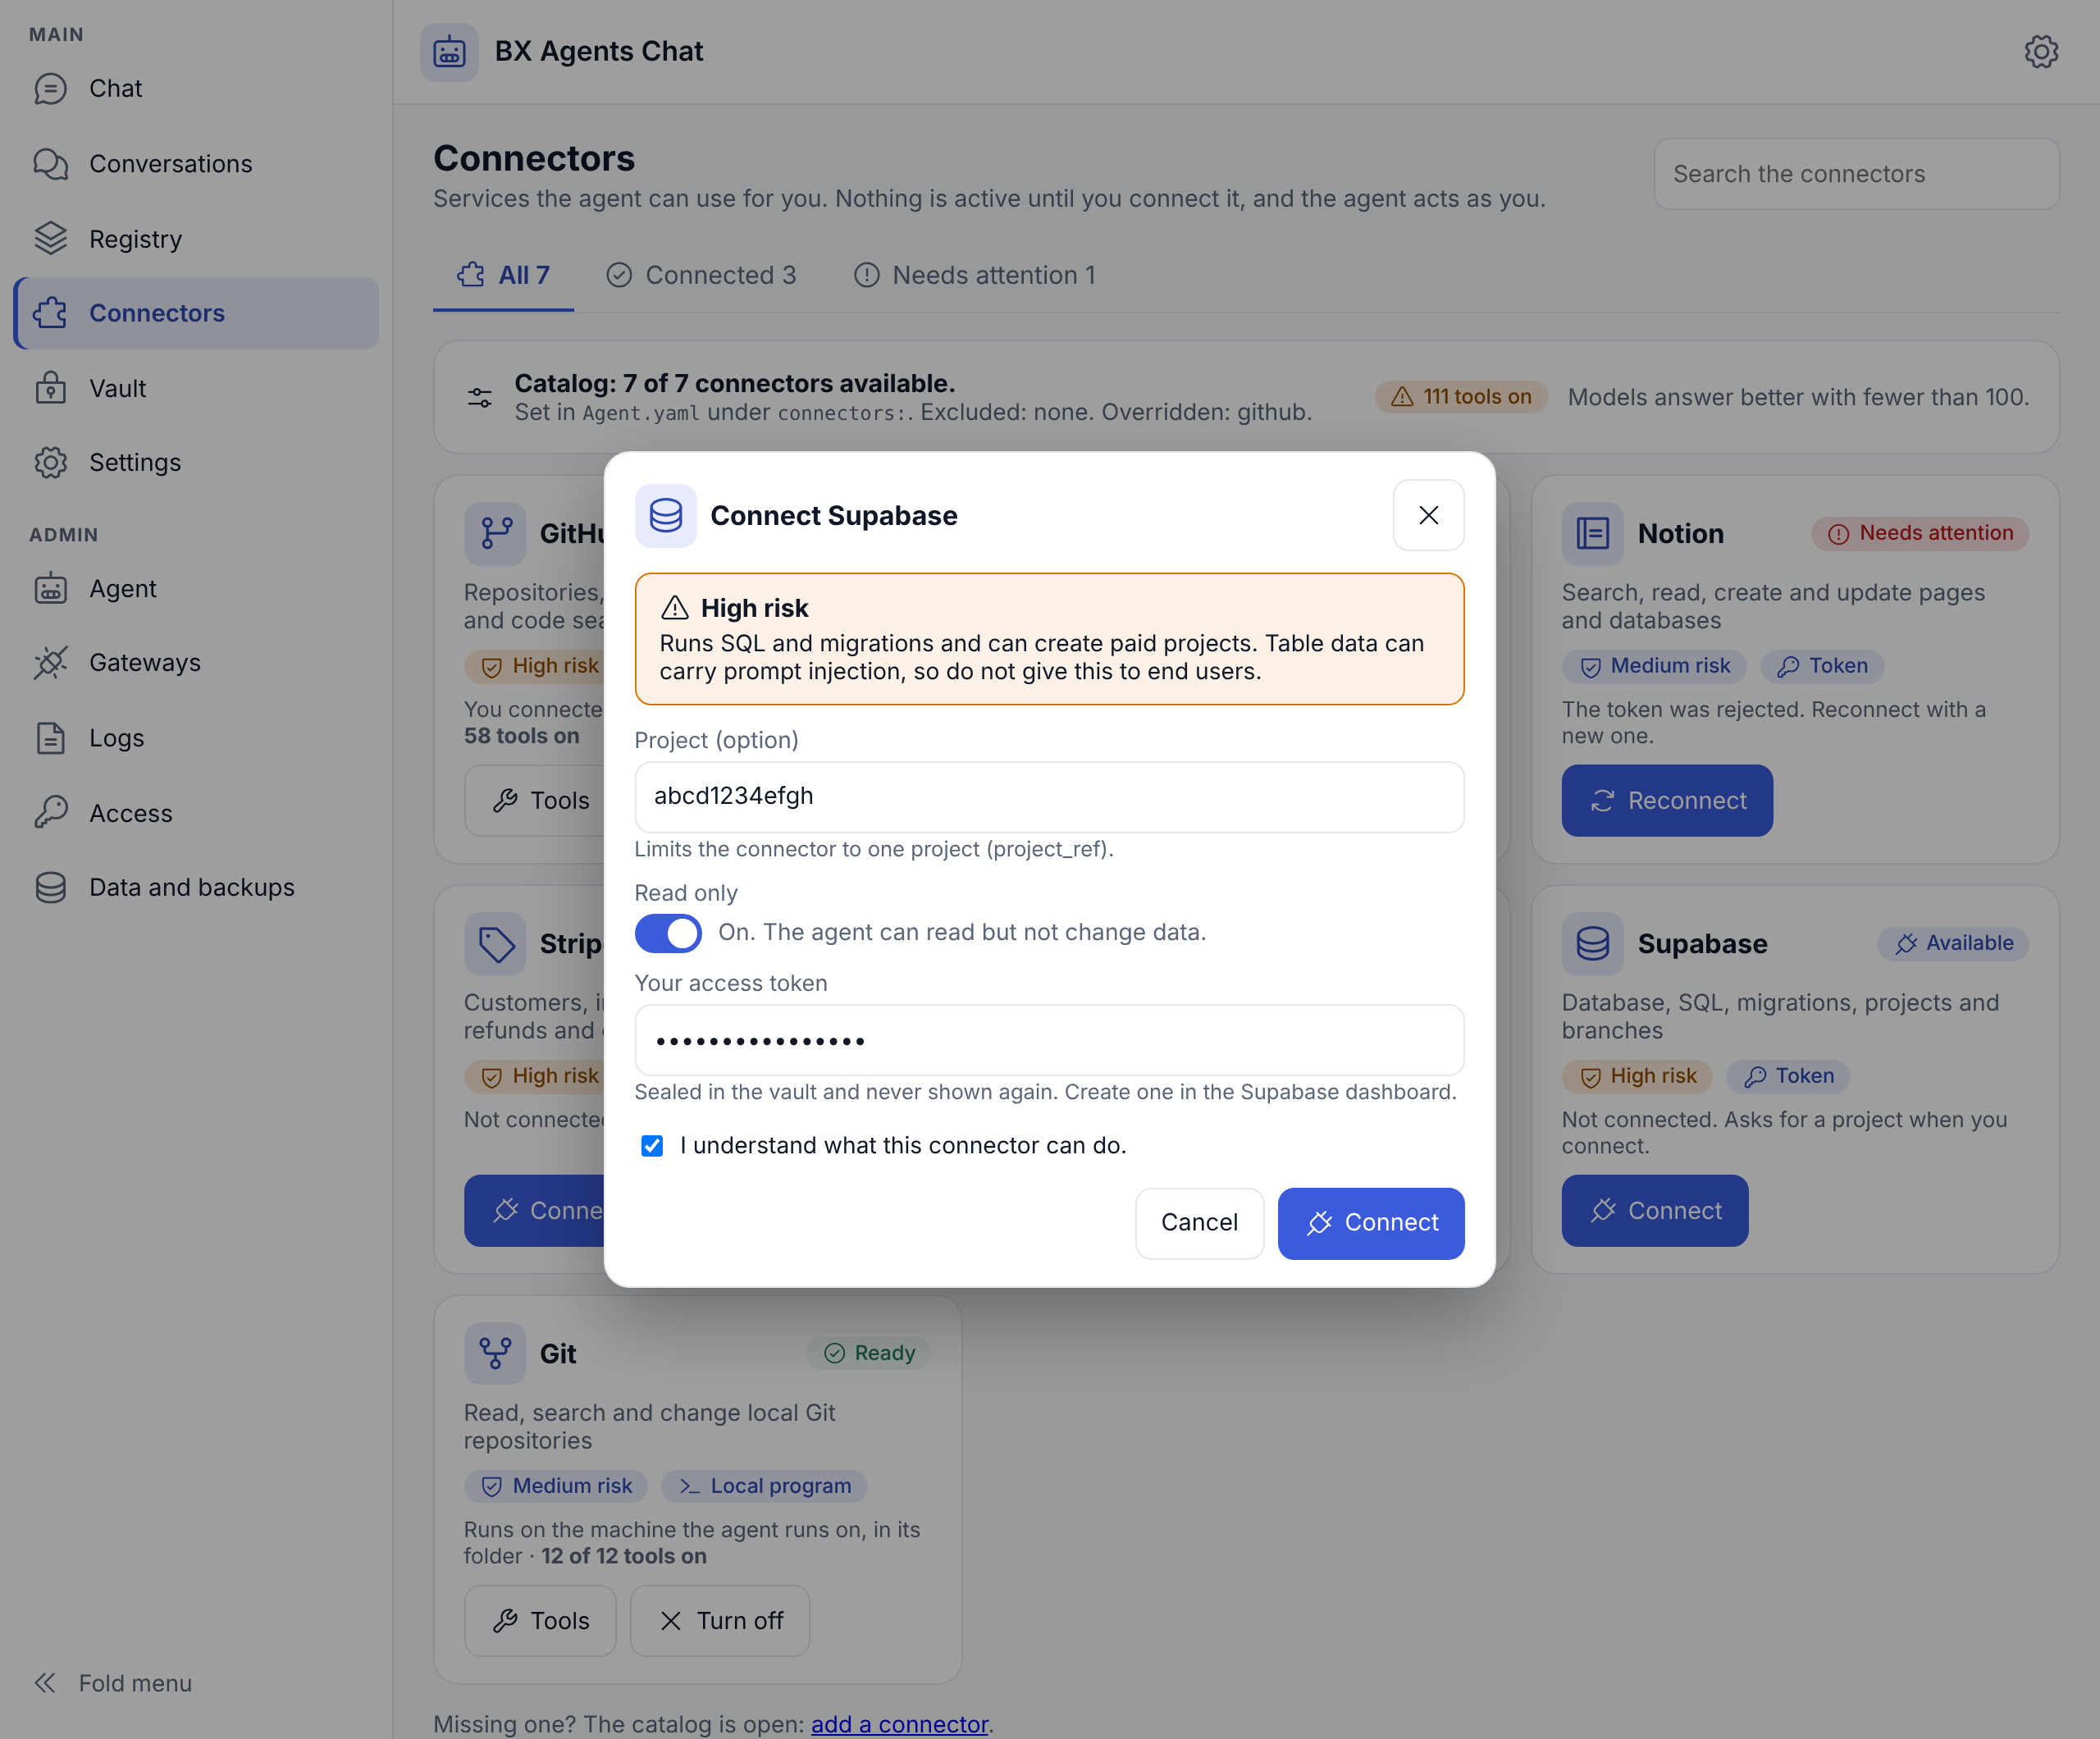 MAIN
Chat
Conversations
Registry
Connectors
Vault
Settings
ADMIN
Agent
Gateways
Logs
Access
Data and backups
Fold menu
BX Agents Chat
Connectors
Services the agent can use for you. Nothing is active until you connect it, and the agent acts as you.
Search the connectors
All 7
Connected 3
Needs attention 1
Catalog: 7 of 7 connectors available.
Set in Agent.yaml under connectors:. Excluded: none. Overridden: github.
111 tools on
Models answer better with fewer than 100.
Repositories,
and code
High risk
You
58 tools on
Tools
Notion
Needs attention
Search, read, create and update pages
and databases
Medium risk
Token
The token was rejected. Reconnect with a
new one.
Reconnect
Customers,
refunds and
High risk
Not
Supabase
Available
Database, SQL, migrations, projects and
branches
High risk
Token
Not connected. Asks for a project when you
connect.
Connect
Git
Ready
Read, search and change local Git
repositories
Medium risk
Local program
Runs on the machine the agent runs on, in its
folder · 12 of 12 tools on
Tools
Turn off
Missing one? The catalog is open: add a connector.
Connect Supabase
High risk
Runs SQL and migrations and can create paid projects. Table data can
carry prompt injection, so do not give this to end users.
Project (option)
abcd1234efgh
Limits the connector to one project (project_ref).
Read only
On. The agent can read but not change data.
Your access token
••••••••••••••••
Sealed in the vault and never shown again. Create one in the Supabase dashboard.
I understand what this connector can do.
Cancel
Connect